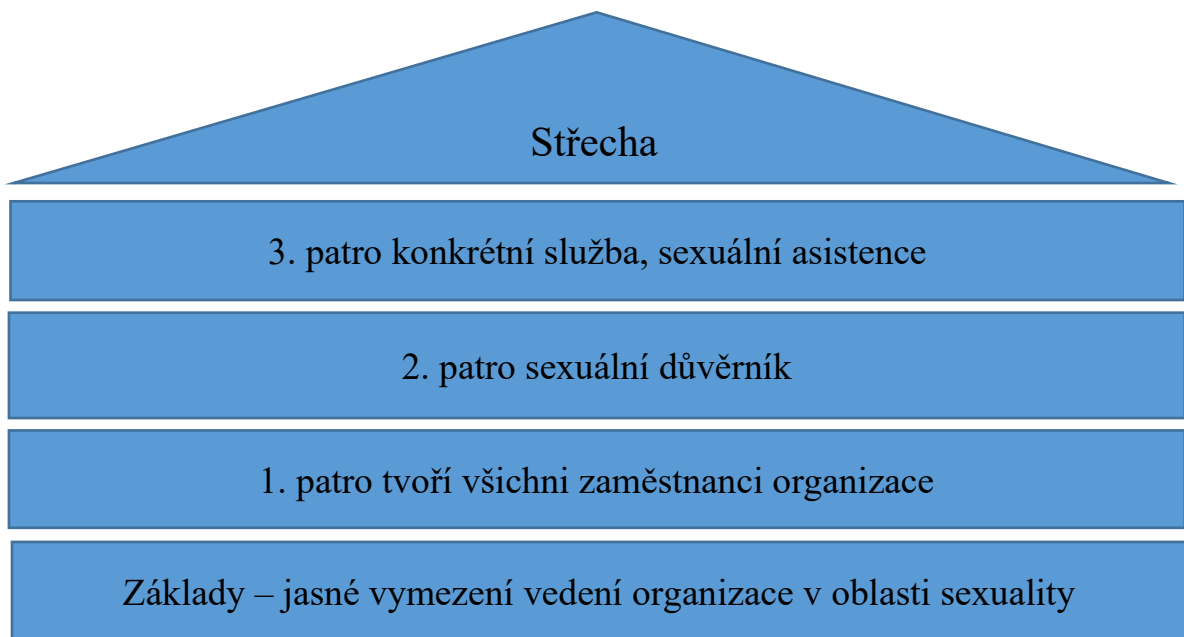 Střecha
3. patro konkrétní služba, sexuální asistence
2. patro sexuální důvěrník
1. patro tvoří všichni zaměstnanci organizace
Základy – jasné vymezení vedení organizace v oblasti sexuality